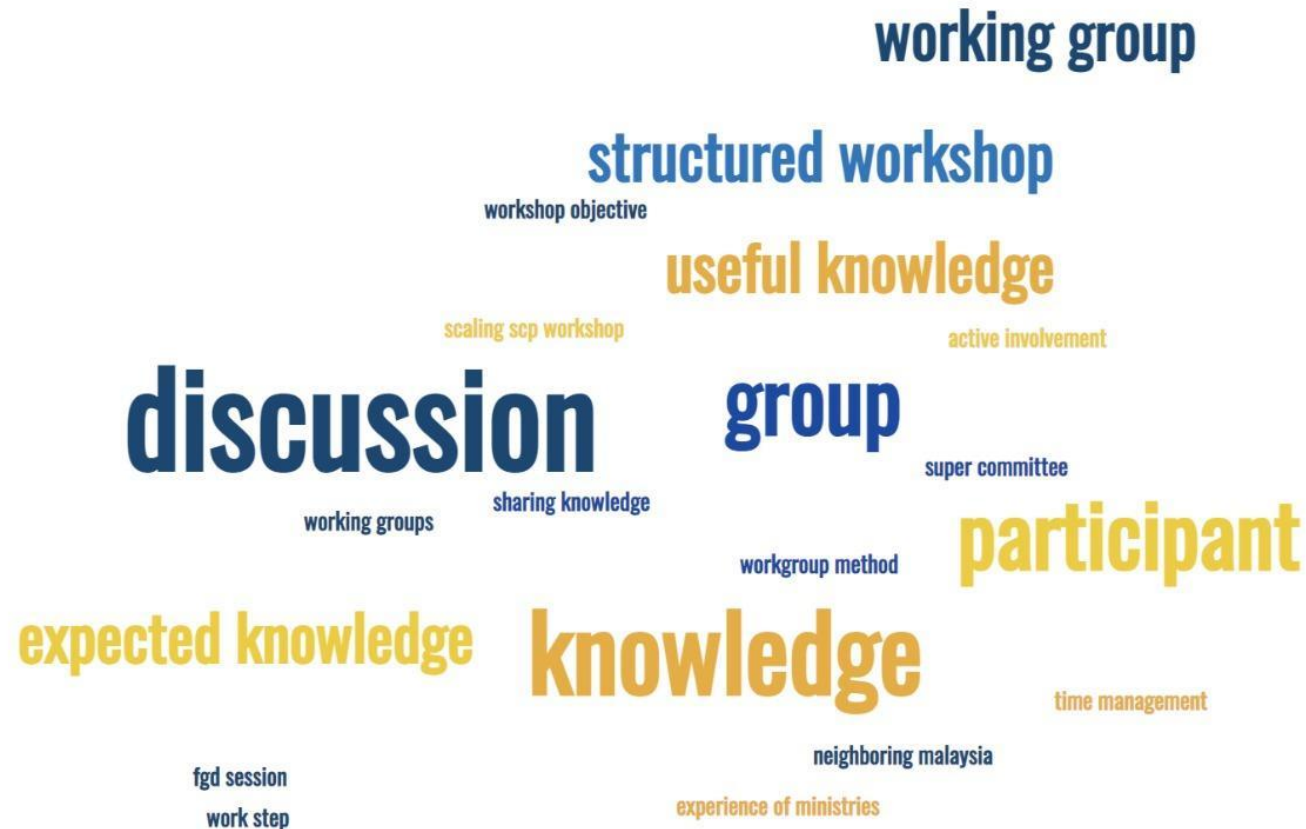 working group
structured workshop
workshop objective
useful knowledge
scaling scp workshop
active involvement
discussion
group
super committee
sharing knowledge
working groups
participant
workgroup method
expected knowledge
knowledge
time management
neighboring malaysia
fgd session
experience of ministries
work step